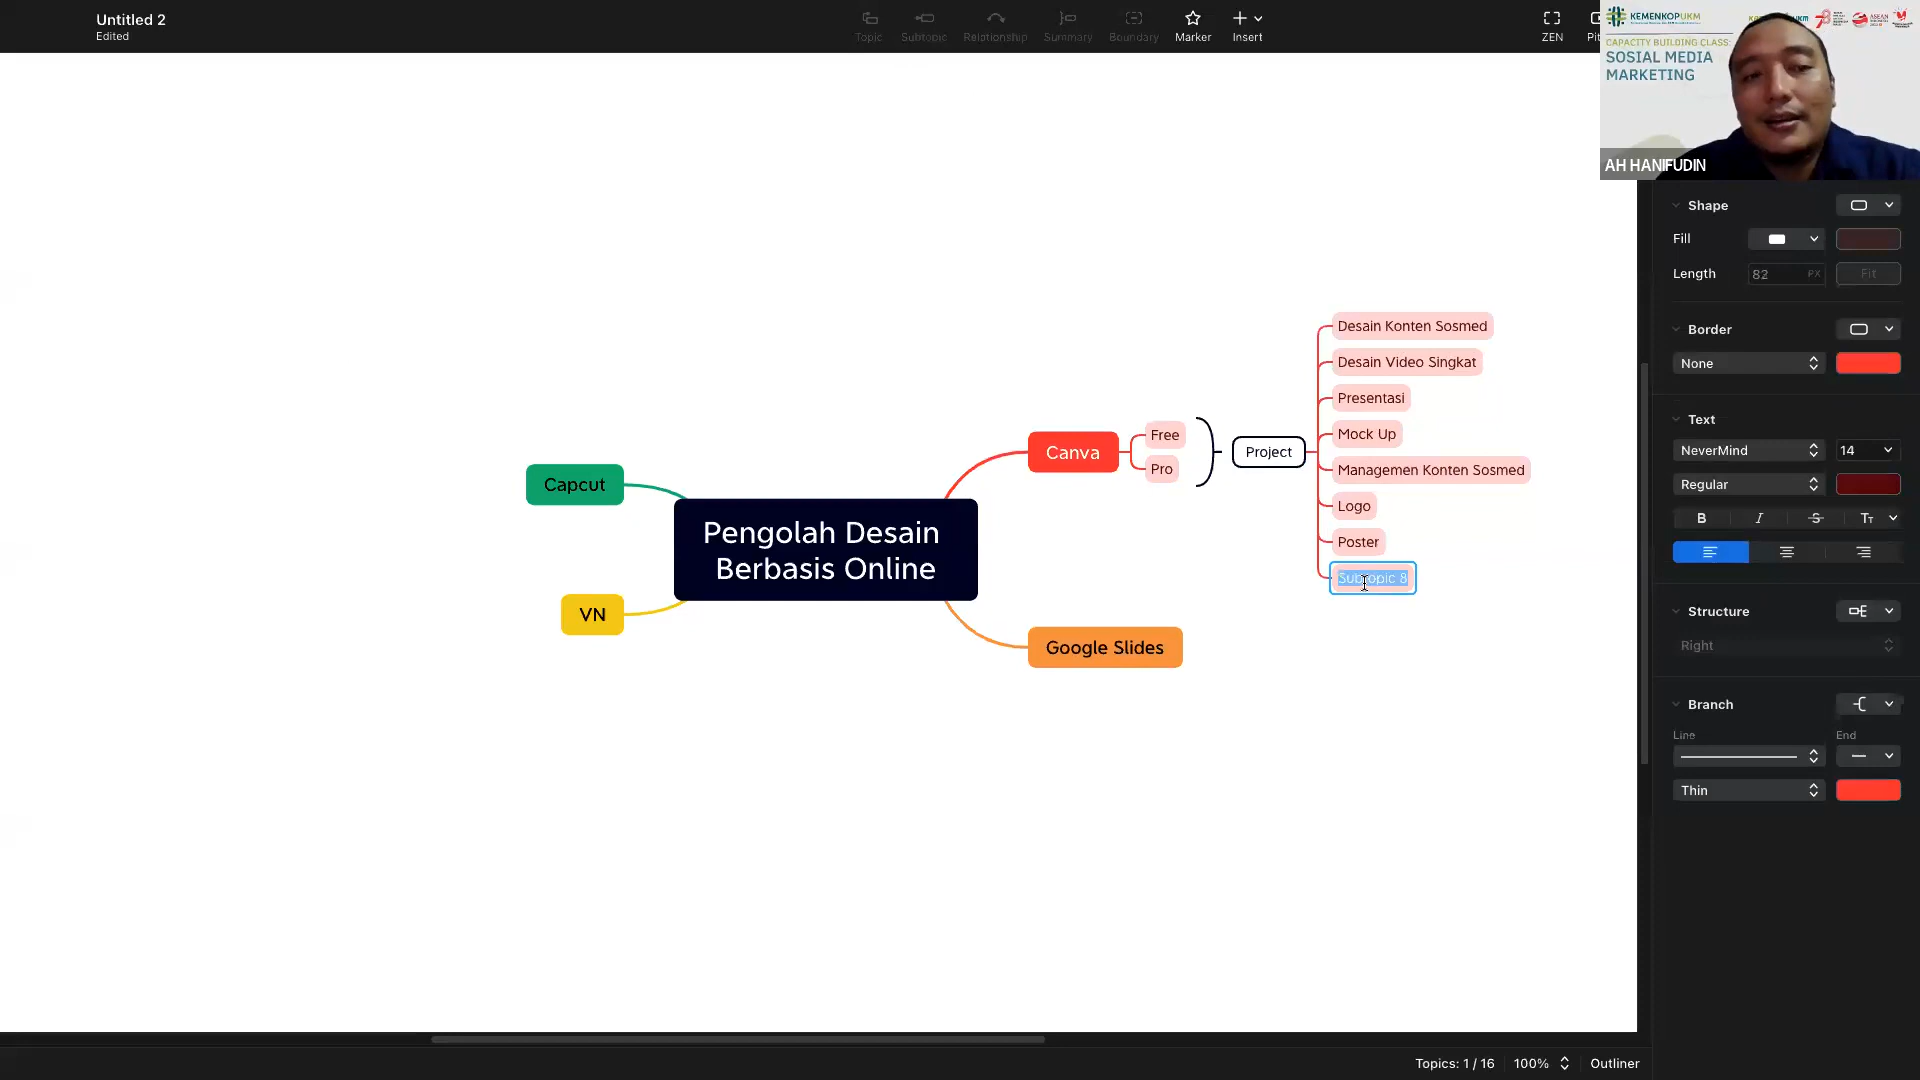 Untitled 2
Edited
Topic
Subtopic
Relationship
Summary
Boundary
Marker
Insert
ZEN
KEMENKOPUKM
CAPACITY BUILDING CLASS:
SOSIAL MEDIA
MARKETING
AH HANIFUDIN
Shape
Fill
Length
82
PX
Fit
Border
None
Text
NeverMind
14
Regular
B
I
S
Tт
Structure
Right
Branch
Line
End
Thin
Desain Konten Sosmed
Desain Video Singkat
Presentasi
Mock Up
Managemen Konten Sosmed
Logo
Poster
Subtopic 8
Canva
Free
Pro
Project
Capcut
Pengolah Desain
Berbasis Online
VN
Google Slides
Topics: 1 / 16
100%
Outliner